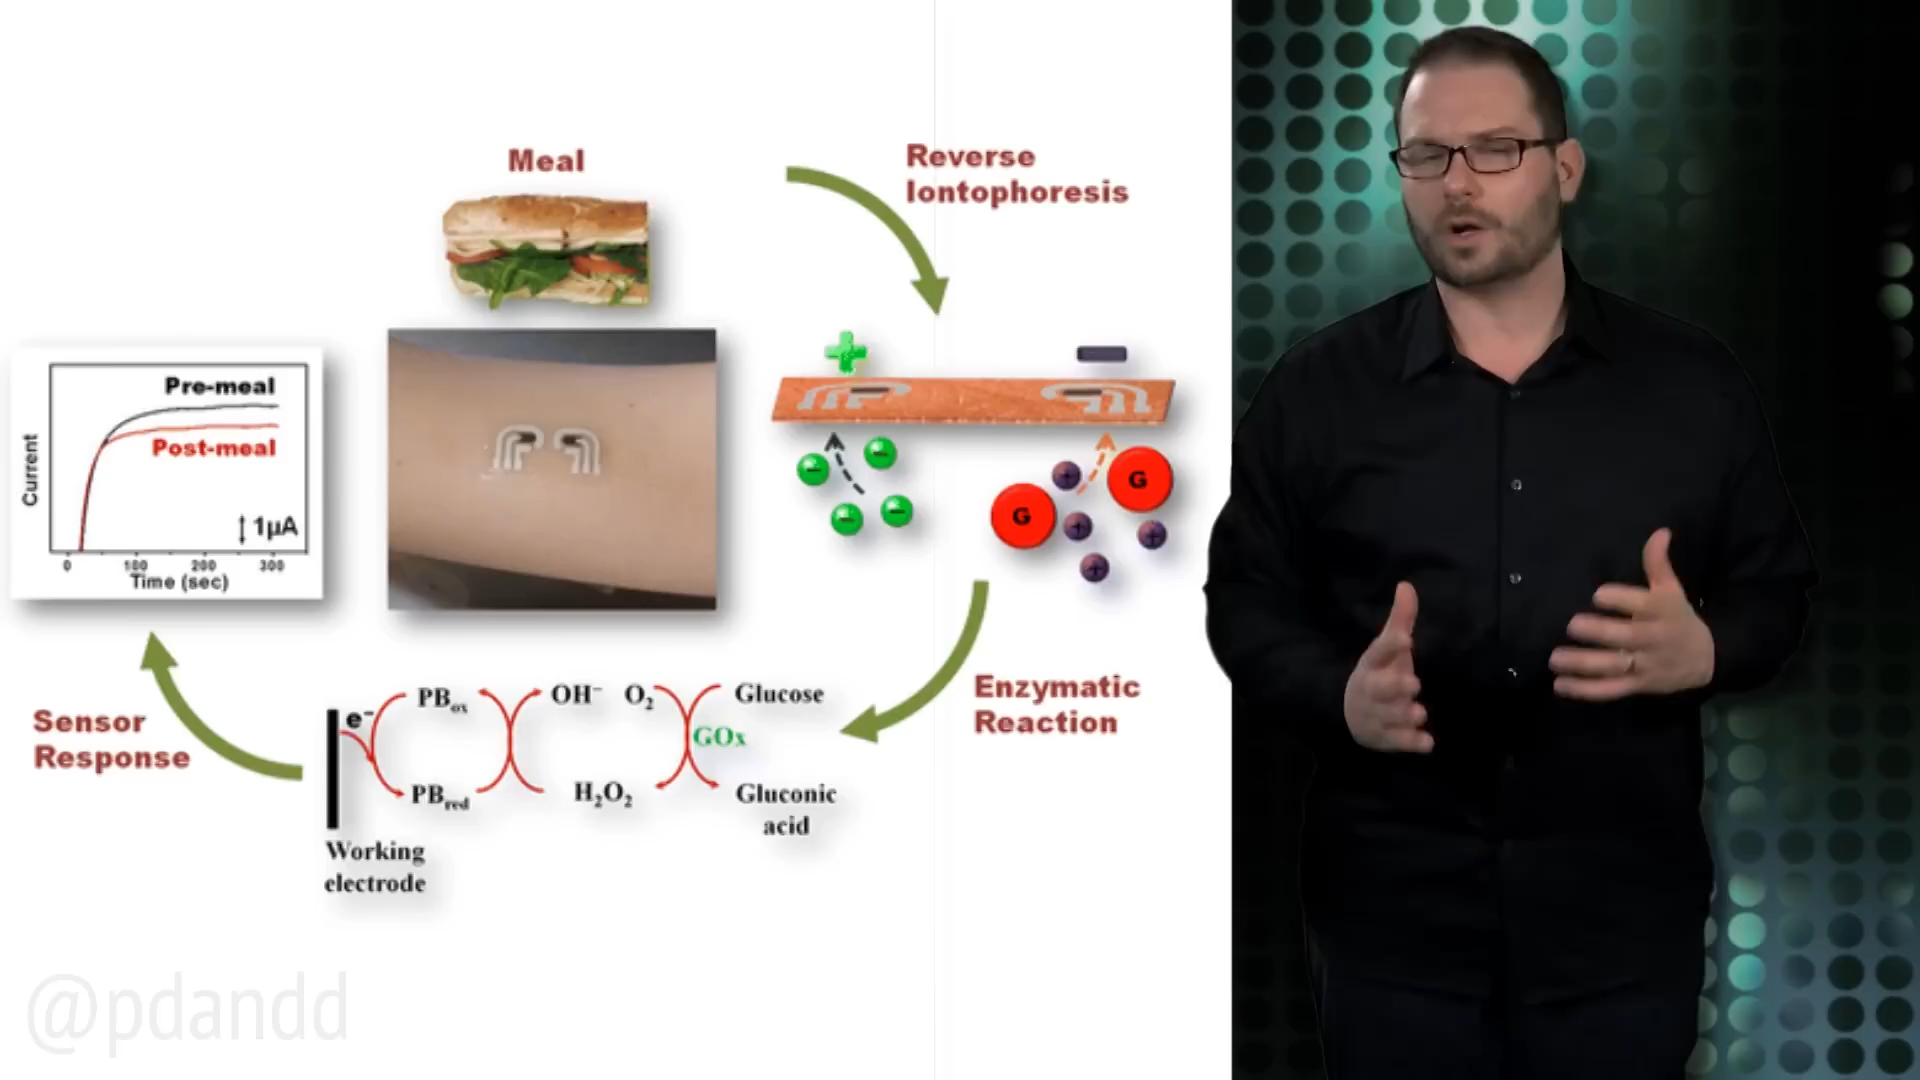 Meal
Reverse
Iontophoresis
Pre-meal
Post-meal
Current
1µA
0 100 200 300
Time (sec)
+
−
G
G
Enzymatic
Reaction
Sensor
Response
e⁻
PBox
OH⁻
O₂
Glucose
GOx
PBred
H₂O₂
Gluconic
acid
Working
electrode
@pdandd